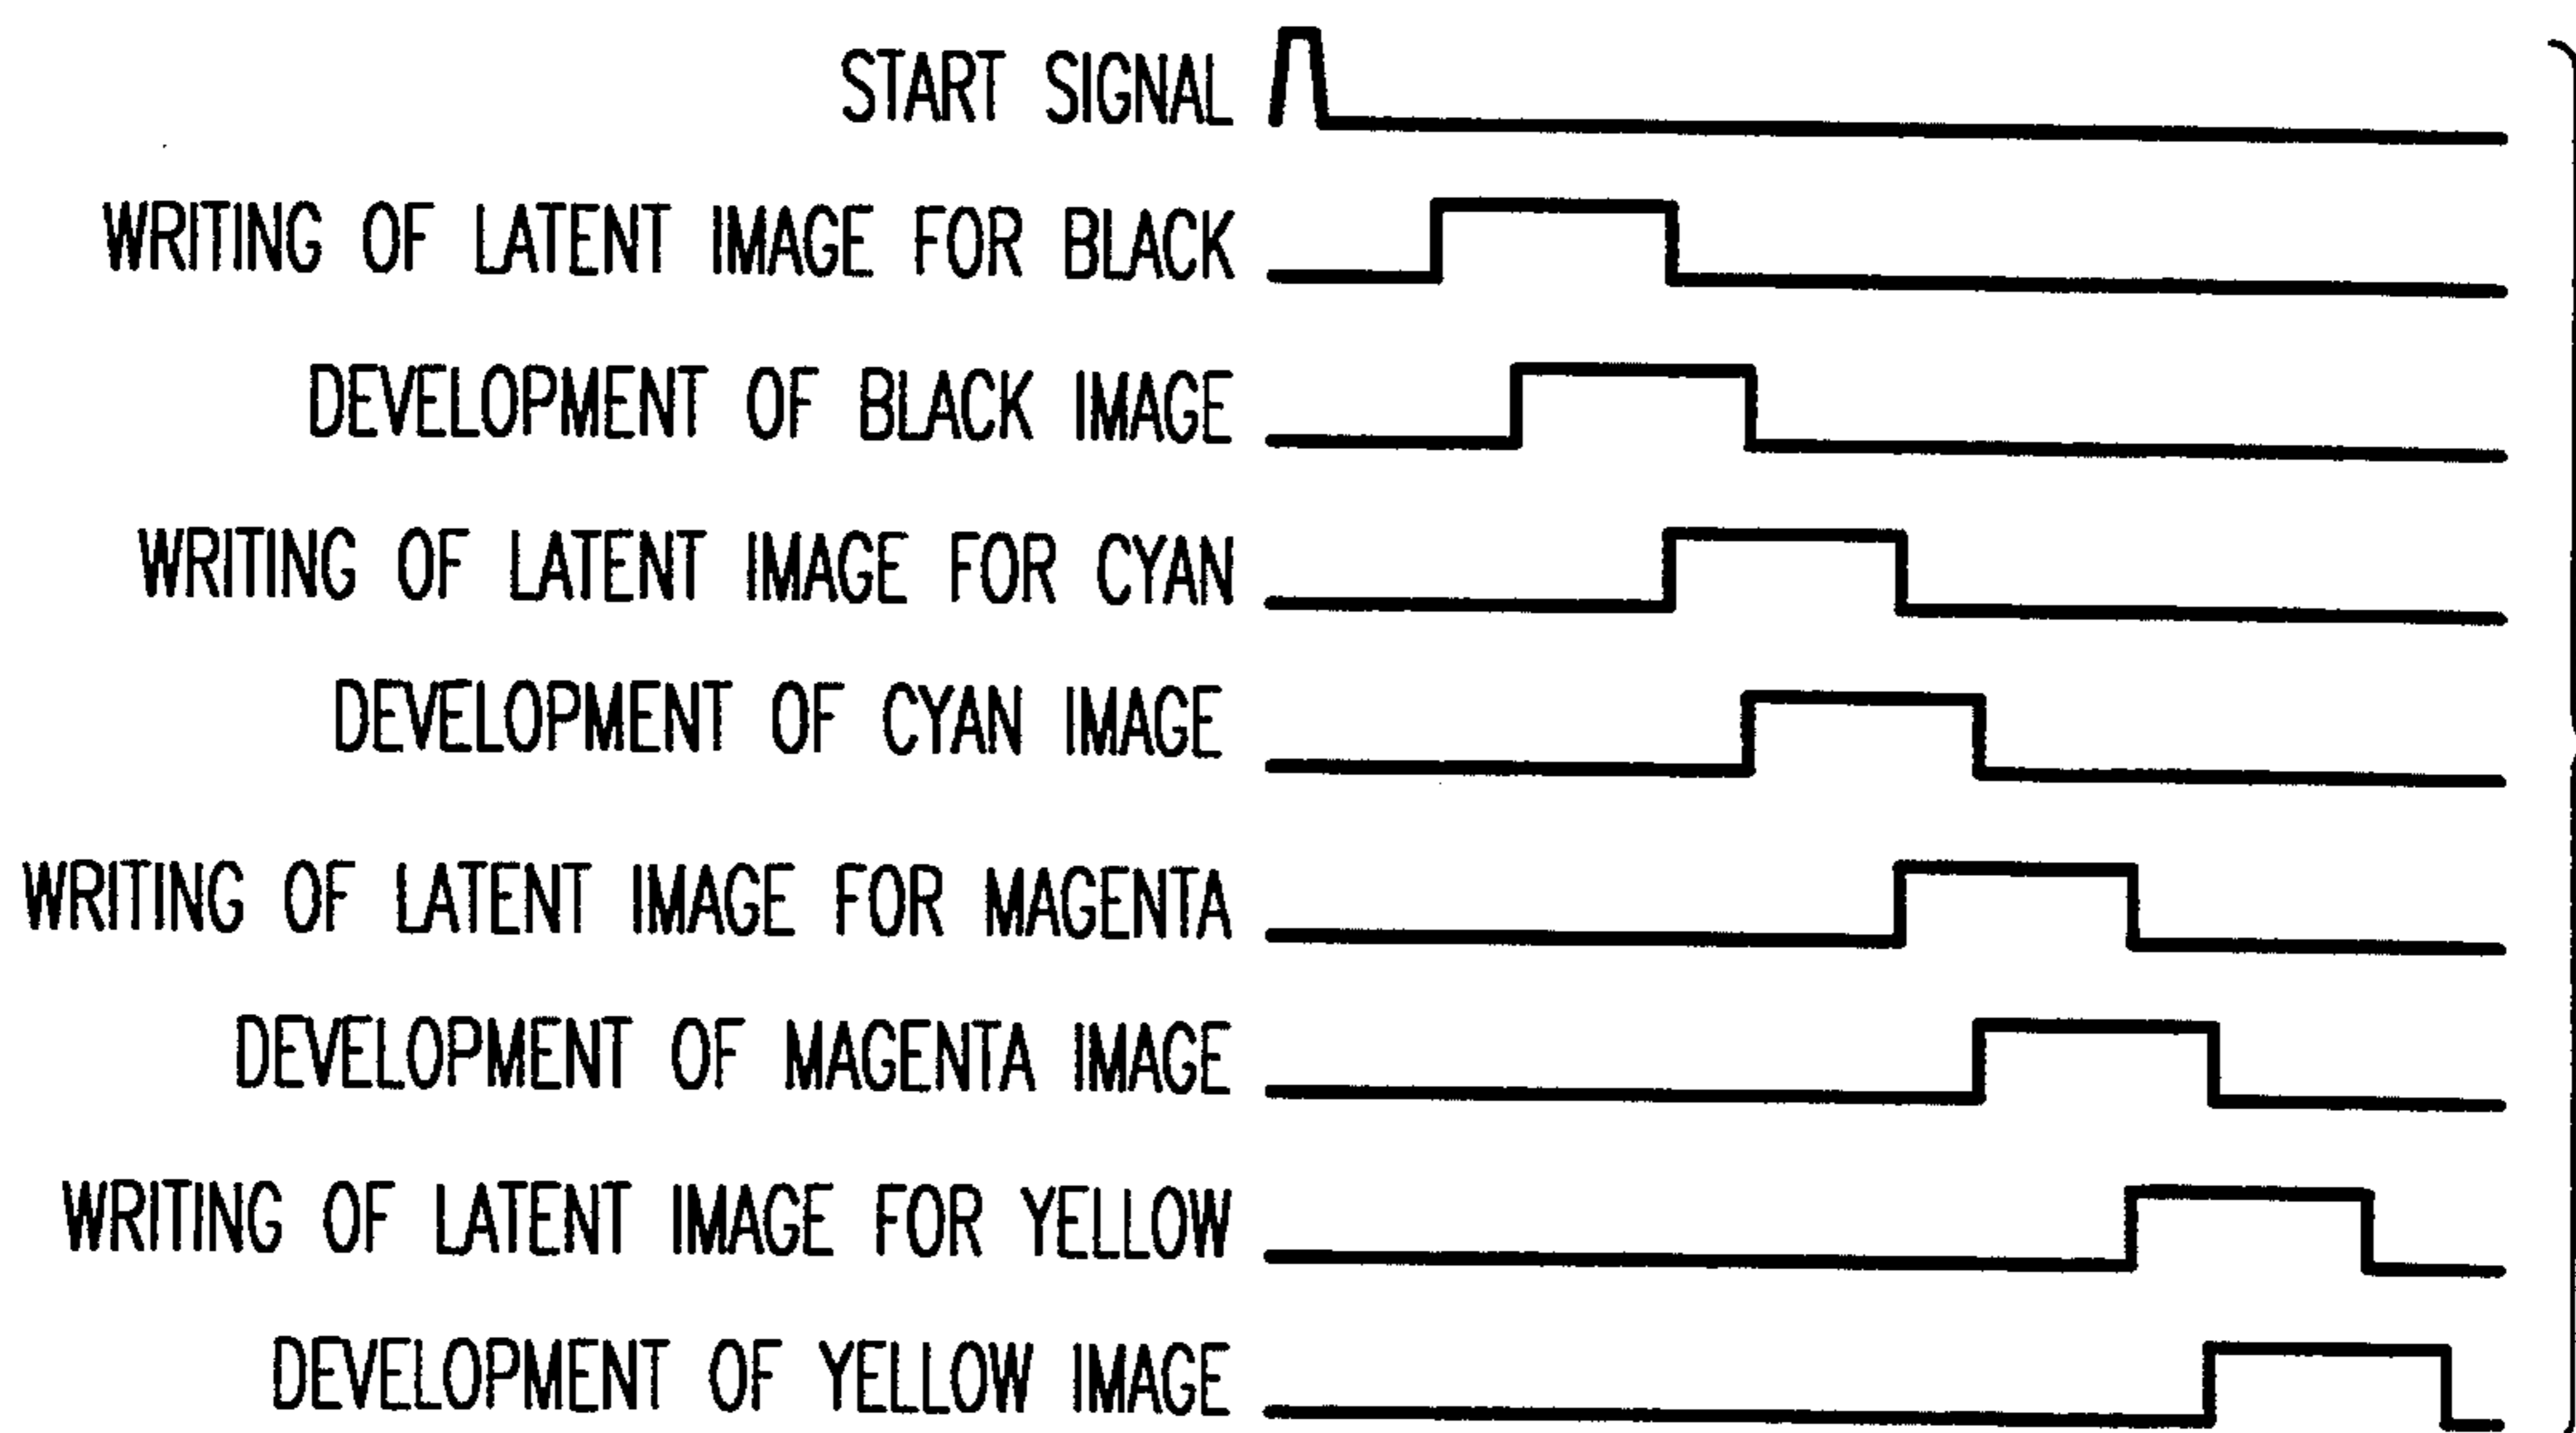 START SIGNAL
WRITING OF LATENT IMAGE FOR BLACK
DEVELOPMENT OF BLACK IMAGE
WRITING OF LATENT IMAGE FOR CYAN
DEVELOPMENT OF CYAN IMAGE
WRITING OF LATENT IMAGE FOR MAGENTA
DEVELOPMENT OF MAGENTA IMAGE
WRITING OF LATENT IMAGE FOR YELLOW
DEVELOPMENT OF YELLOW IMAGE